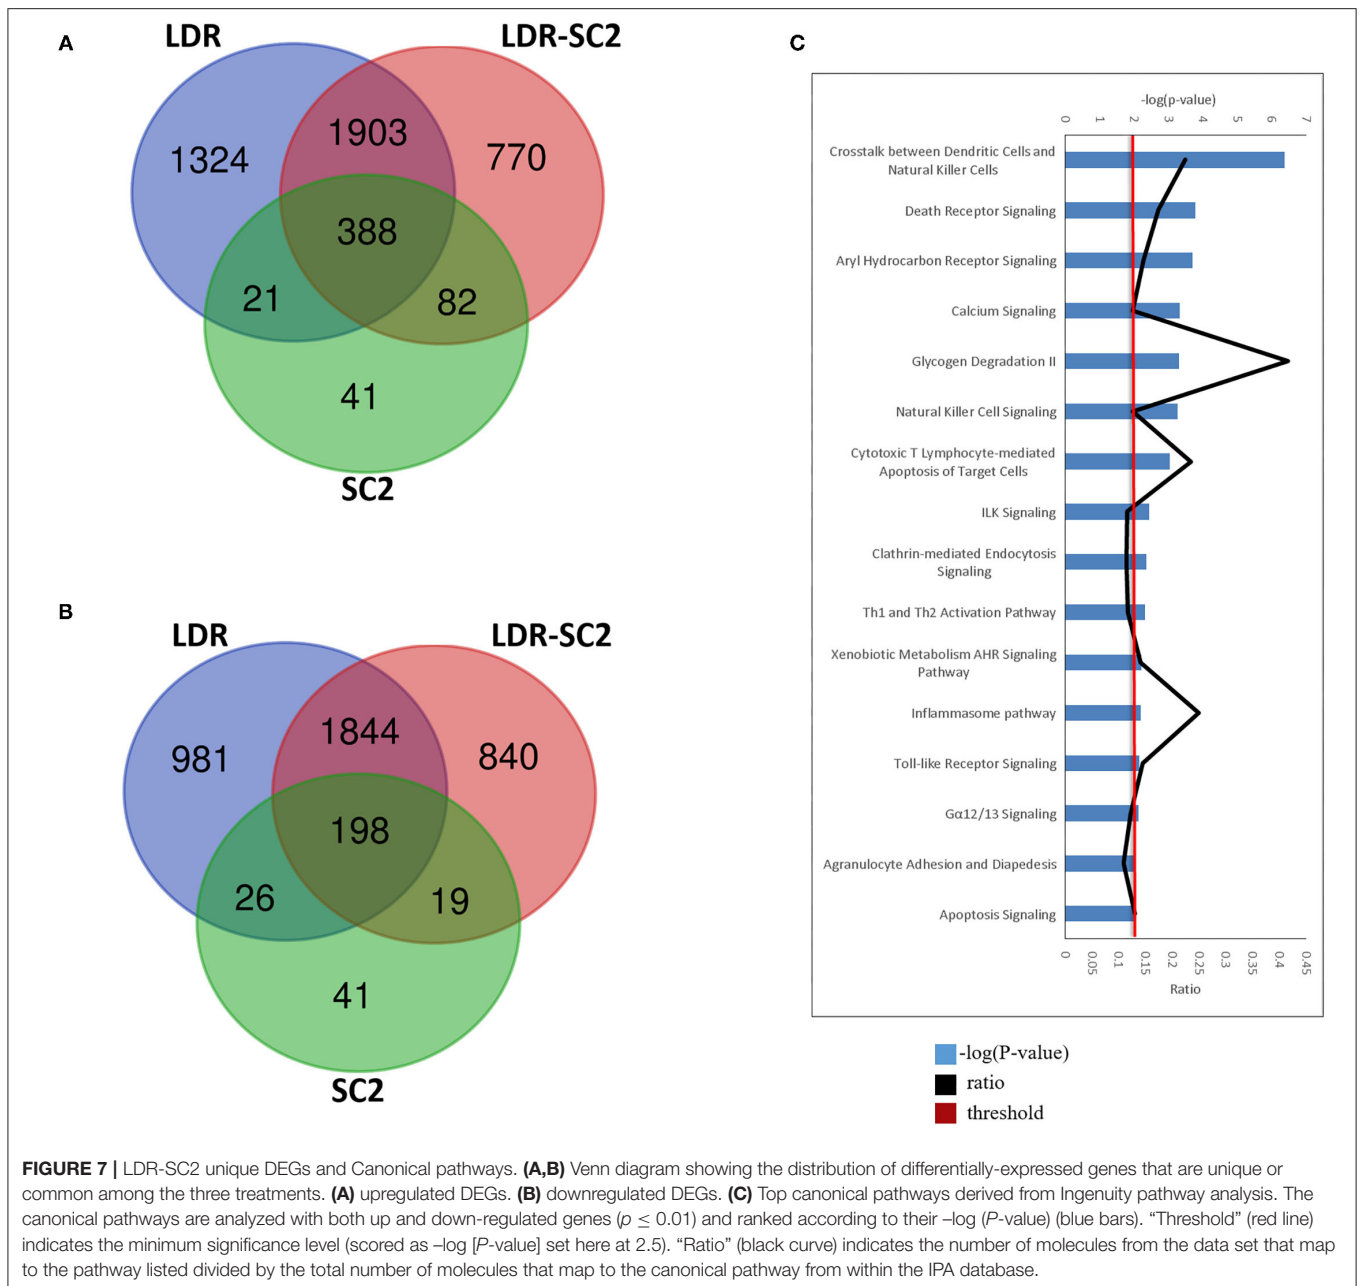 A
LDR
LDR-SC2
1324
1903
770
388
21
82
41
SC2
B
LDR
LDR-SC2
981
1844
840
198
26
19
41
SC2
C
-log(p-value)
0 1 2 3 4 5 6 7
Crosstalk between Dendritic Cells and
Natural Killer Cells
Death Receptor Signaling
Aryl Hydrocarbon Receptor Signaling
Calcium Signaling
Glycogen Degradation II
Natural Killer Cell Signaling
Cytotoxic T Lymphocyte-mediated
Apoptosis of Target Cells
ILK Signaling
Clathrin-mediated Endocytosis
Signaling
Th1 and Th2 Activation Pathway
Xenobiotic Metabolism AHR Signaling
Pathway
Inflammasome pathway
Toll-like Receptor Signaling
Gα12/13 Signaling
Agranulocyte Adhesion and Diapedesis
Apoptosis Signaling
0 0.05 0.1 0.15 0.2 0.25 0.3 0.35 0.4 0.45
Ratio
-log(P-value)
ratio
threshold
FIGURE 7 | LDR-SC2 unique DEGs and Canonical pathways. (A,B) Venn diagram showing the distribution of differentially-expressed genes that are unique or
common among the three treatments. (A) upregulated DEGs. (B) downregulated DEGs. (C) Top canonical pathways derived from Ingenuity pathway analysis. The
canonical pathways are analyzed with both up and down-regulated genes (p ≤ 0.01) and ranked according to their –log (P-value) (blue bars). “Threshold” (red line)
indicates the minimum significance level (scored as –log [P-value] set here at 2.5). “Ratio” (black curve) indicates the number of molecules from the data set that map
to the pathway listed divided by the total number of molecules that map to the canonical pathway from within the IPA database.